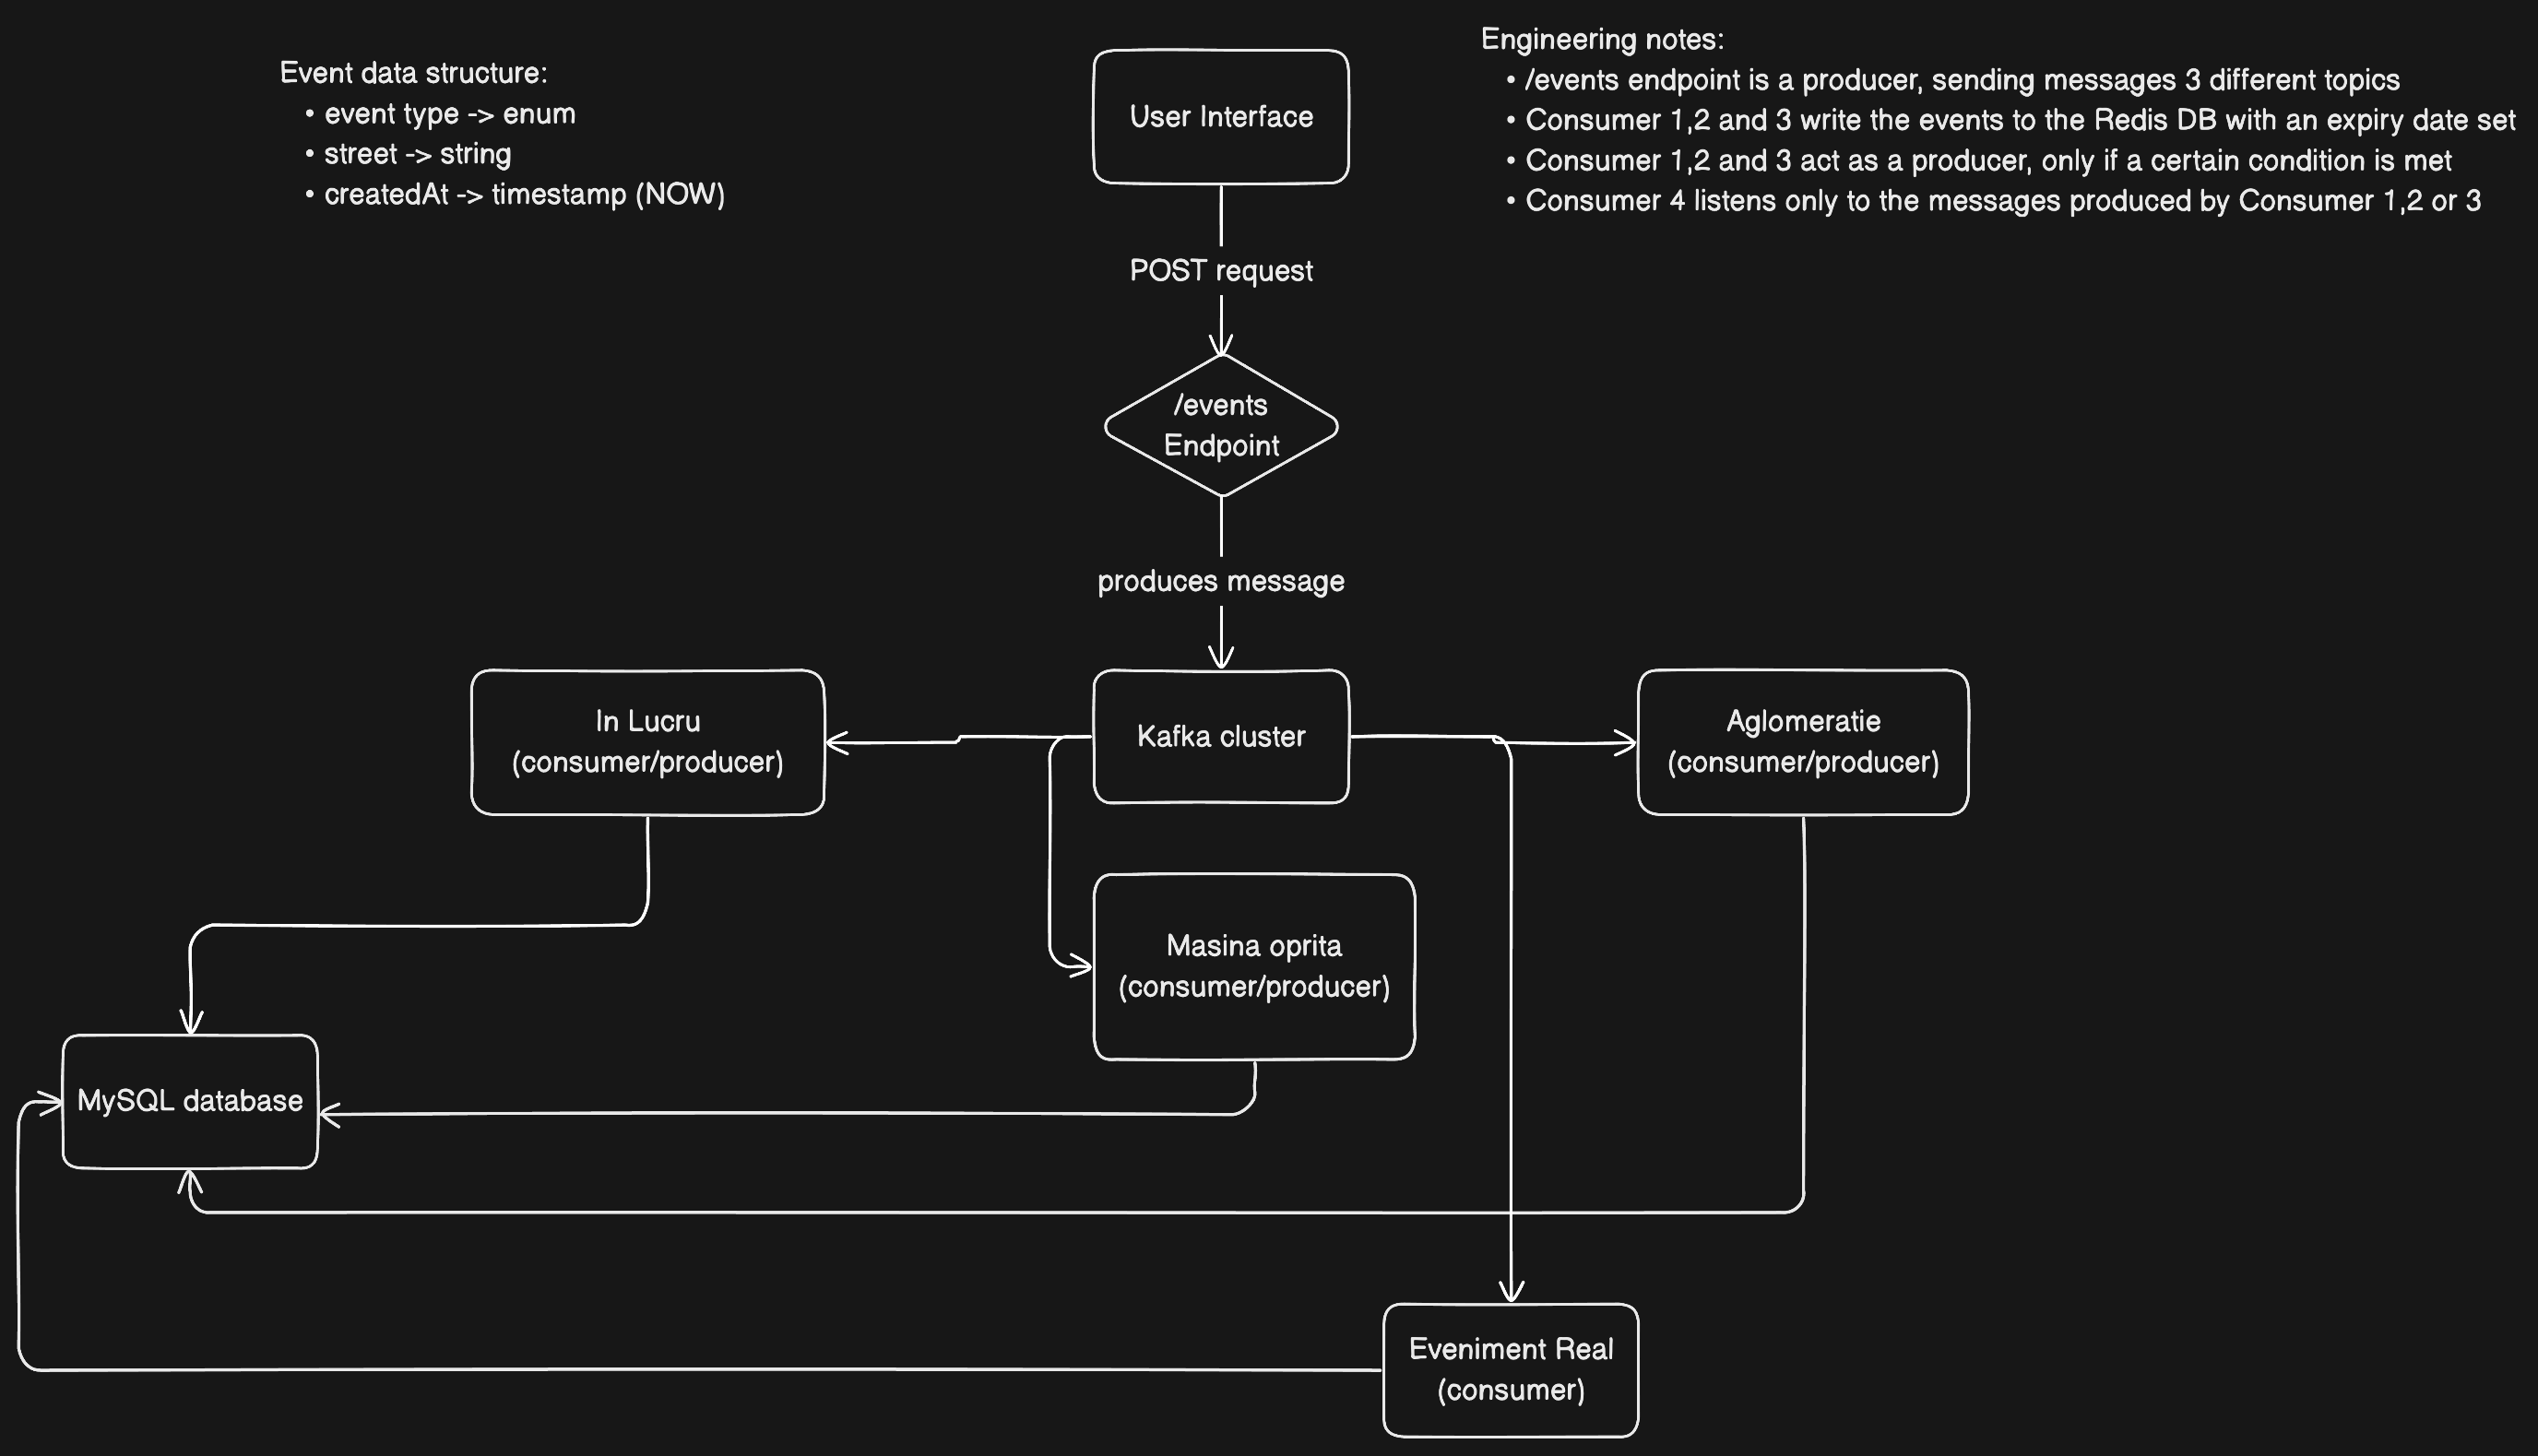 Event data structure:
• event type -> enum
• street -> string
• createdAt -> timestamp (NOW)
Engineering notes:
• /events endpoint is a producer, sending messages 3 different topics
• Consumer 1,2 and 3 write the events to the Redis DB with an expiry date set
• Consumer 1,2 and 3 act as a producer, only if a certain condition is met
• Consumer 4 listens only to the messages produced by Consumer 1,2 or 3
User Interface
POST request
/events
Endpoint
produces message
In Lucru
(consumer/producer)
Kafka cluster
Aglomeratie
(consumer/producer)
Masina oprita
(consumer/producer)
MySQL database
Eveniment Real
(consumer)